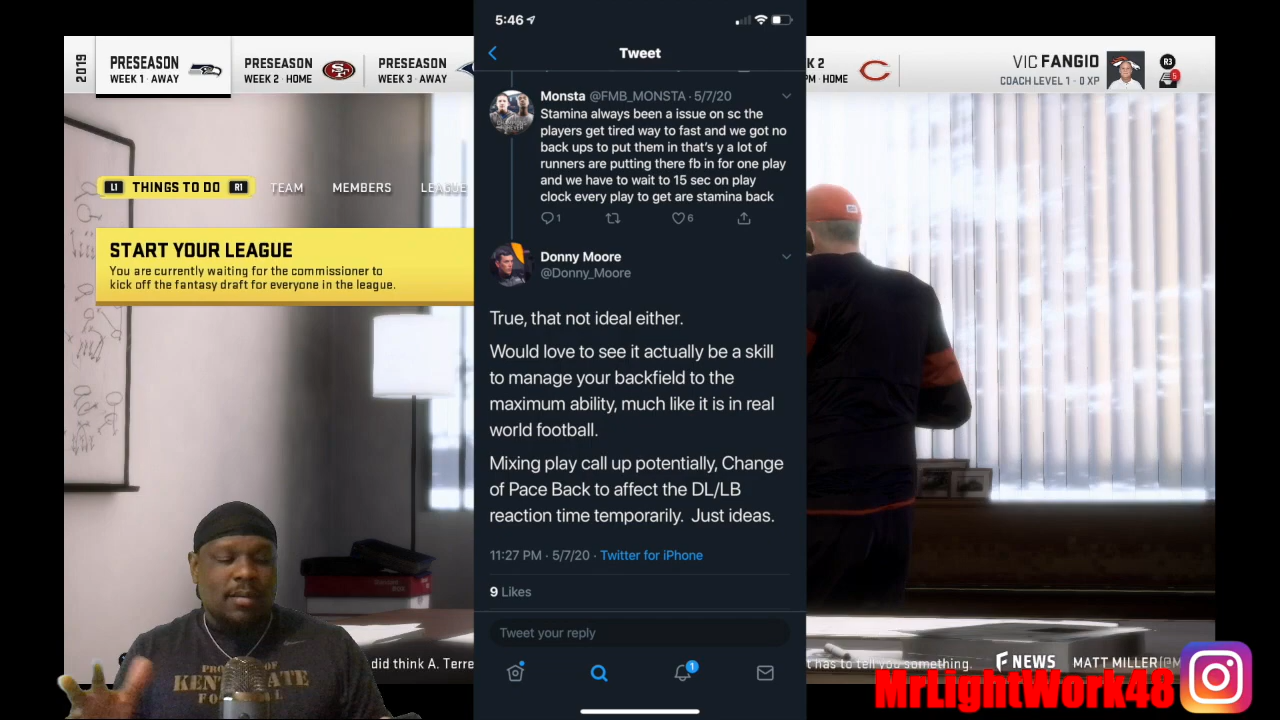 2019
PRESEASON
WEEK 1 · AWAY
PRESEASON
WEEK 2 · HOME
PRESEASON
WEEK 3 · AWAY
K 2
PM · HOME
VIC FANGIO
COACH LEVEL 1 · 0 XP
R3
5
L1 THINGS TO DO R1 TEAM MEMBERS LEAGUE
START YOUR LEAGUE
You are currently waiting for the commissioner to
kick off the fantasy draft for everyone in the league.
5:46
Tweet
Monsta @FMB_MONSTA · 5/7/20
Stamina always been a issue on sc the
players get tired way to fast and we got no
back ups to put them in that's y a lot of
runners are putting there fb in for one play
and we have to wait to 15 sec on play
clock every play to get are stamina back
1 6
Donny Moore
@Donny_Moore
True, that not ideal either.
Would love to see it actually be a skill
to manage your backfield to the
maximum ability, much like it is in real
world football.
Mixing play call up potentially, Change
of Pace Back to affect the DL/LB
reaction time temporarily. Just ideas.
11:27 PM · 5/7/20 · Twitter for iPhone
9 Likes
Tweet your reply
1
did think A. Terre
t has to tell you something.
NEWS
MATT MILLER
KENT STATE
MrLightWork48